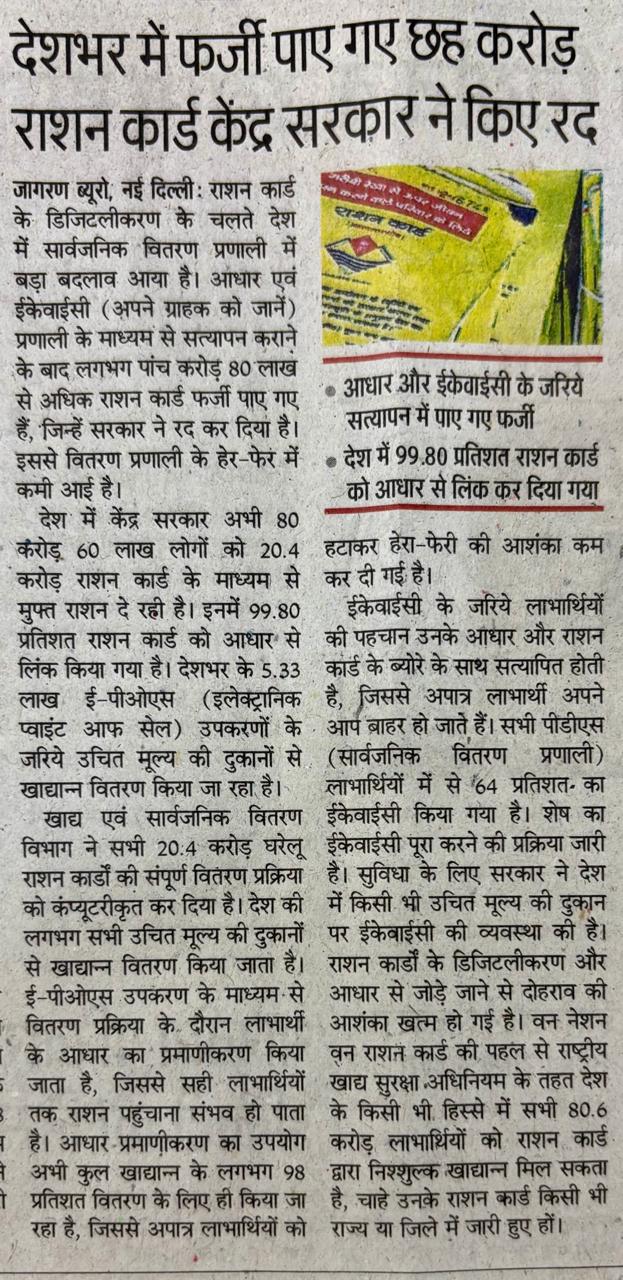 देशभर में फर्जी पाए गए छह करोड़
राशन कार्ड केंद्र सरकार ने किए रद
जागरण ब्यूरो, नई दिल्ली: राशन कार्ड
के डिजिटलीकरण के चलते देश
में सार्वजनिक वितरण प्रणाली में
बड़ा बदलाव आया है। आधार एवं
ईकेवाईसी (अपने ग्राहक को जानें)
प्रणाली के माध्यम से सत्यापन कराने
के बाद लगभग पांच करोड़ 80 लाख
से अधिक राशन कार्ड फर्जी पाए गए
हैं, जिन्हें सरकार ने रद कर दिया है।
इससे वितरण प्रणाली के हेर-फेर में
कमी आई है।
देश में केंद्र सरकार अभी 80
करोड़ 60 लाख लोगों को 20.4
करोड़ राशन कार्ड के माध्यम से
मुफ्त राशन दे रही है। इनमें 99.80
प्रतिशत राशन कार्ड को आधार से
लिंक किया गया है। देशभर के 5.33
लाख ई-पीओएस (इलेक्ट्रानिक
प्वाइंट आफ सेल) उपकरणों के
जरिये उचित मूल्य की दुकानों से
खाद्यान्न वितरण किया जा रहा है।
खाद्य एवं सार्वजनिक वितरण
विभाग ने सभी 20.4 करोड़ घरेलू
राशन कार्डों की संपूर्ण वितरण प्रक्रिया
को कंप्यूटरीकृत कर दिया है। देश की
लगभग सभी उचित मूल्य की दुकानों
से खाद्यान्न वितरण किया जाता है।
ई-पीओएस उपकरण के माध्यम से
वितरण प्रक्रिया के दौरान लाभार्थी
के आधार का प्रमाणीकरण किया
जाता है, जिससे सही लाभार्थियों
तक राशन पहुंचाना संभव हो पाता
है। आधार प्रमाणीकरण का उपयोग
अभी कुल खाद्यान्न के लगभग 98
प्रतिशत वितरण के लिए ही किया जा
रहा है, जिससे अपात्र लाभार्थियों को
राशन कार्ड
• आधार और ईकेवाईसी के जरिये
सत्यापन में पाए गए फर्जी
• देश में 99.80 प्रतिशत राशन कार्ड
को आधार से लिंक कर दिया गया
हटाकर हेरा-फेरी की आशंका कम
कर दी गई है।
ईकेवाईसी के जरिये लाभार्थियों
की पहचान उनके आधार और राशन
कार्ड के ब्योरे के साथ सत्यापित होती
है, जिससे अपात्र लाभार्थी अपने
आप बाहर हो जाते हैं। सभी पीडीएस
(सार्वजनिक वितरण प्रणाली)
लाभार्थियों में से 64 प्रतिशत का
ईकेवाईसी किया गया है। शेष का
ईकेवाईसी पूरा करने की प्रक्रिया जारी
है। सुविधा के लिए सरकार ने देश
में किसी भी उचित मूल्य की दुकान
पर ईकेवाईसी की व्यवस्था की है।
राशन कार्डों के डिजिटलीकरण और
आधार से जोड़े जाने से दोहराव की
आशंका खत्म हो गई है। वन नेशन
वन राशन कार्ड की पहल से राष्ट्रीय
खाद्य सुरक्षा अधिनियम के तहत देश
के किसी भी हिस्से में सभी 80.6
करोड़ लाभार्थियों को राशन कार्ड
द्वारा निश्शुल्क खाद्यान्न मिल सकता
है, चाहे उनके राशन कार्ड किसी भी
राज्य या जिले में जारी हुए हों।